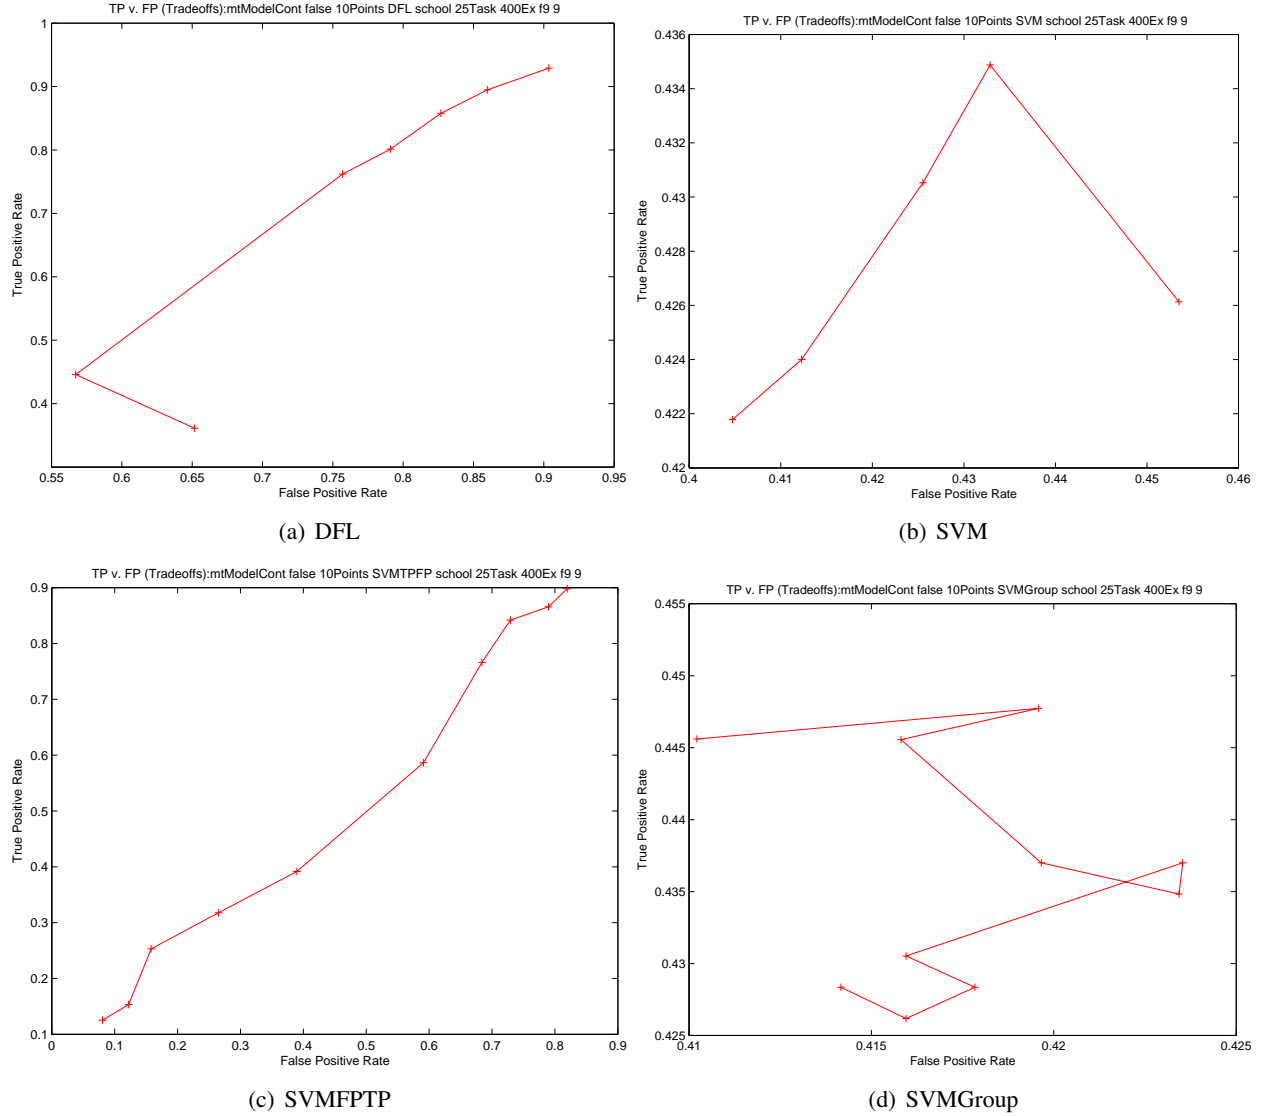 TP v. FP (Tradeoffs):mtModelCont false 10Points DFL school 25Task 400Ex f9 9
1
0.9
0.8
0.7
0.6
0.5
0.4
True Positive Rate
0.55 0.6 0.65 0.7 0.75 0.8 0.85 0.9 0.95
False Positive Rate
(a) DFL
TP v. FP (Tradeoffs):mtModelCont false 10Points SVM school 25Task 400Ex f9 9
0.436
0.434
0.432
0.43
0.428
0.426
0.424
0.422
0.42
True Positive Rate
0.4 0.41 0.42 0.43 0.44 0.45 0.46
False Positive Rate
(b) SVM
TP v. FP (Tradeoffs):mtModelCont false 10Points SVMTPFP school 25Task 400Ex f9 9
0.9
0.8
0.7
0.6
0.5
0.4
0.3
0.2
0.1
True Positive Rate
0 0.1 0.2 0.3 0.4 0.5 0.6 0.7 0.8 0.9
False Positive Rate
(c) SVMFPTP
TP v. FP (Tradeoffs):mtModelCont false 10Points SVMGroup school 25Task 400Ex f9 9
0.455
0.45
0.445
0.44
0.435
0.43
0.425
True Positive Rate
0.41 0.415 0.42 0.425
False Positive Rate
(d) SVMGroup